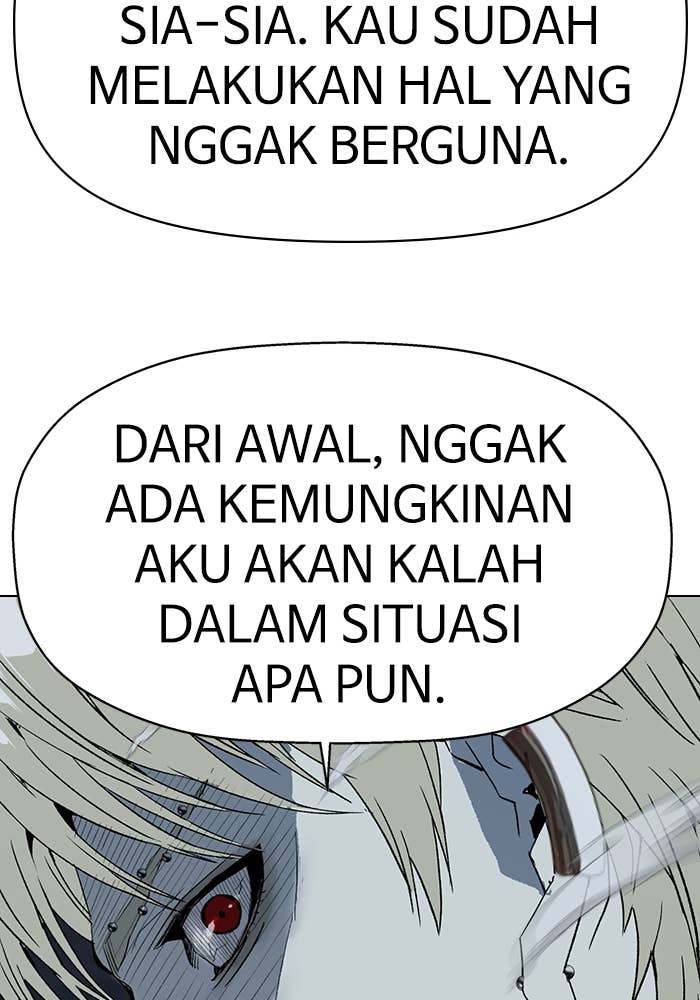 SIA-SIA. KAU SUDAH
MELAKUKAN HAL YANG
NGGAK BERGUNA.
DARI AWAL, NGGAK
ADA KEMUNGKINAN
AKU AKAN KALAH
DALAM SITUASI
APA PUN.